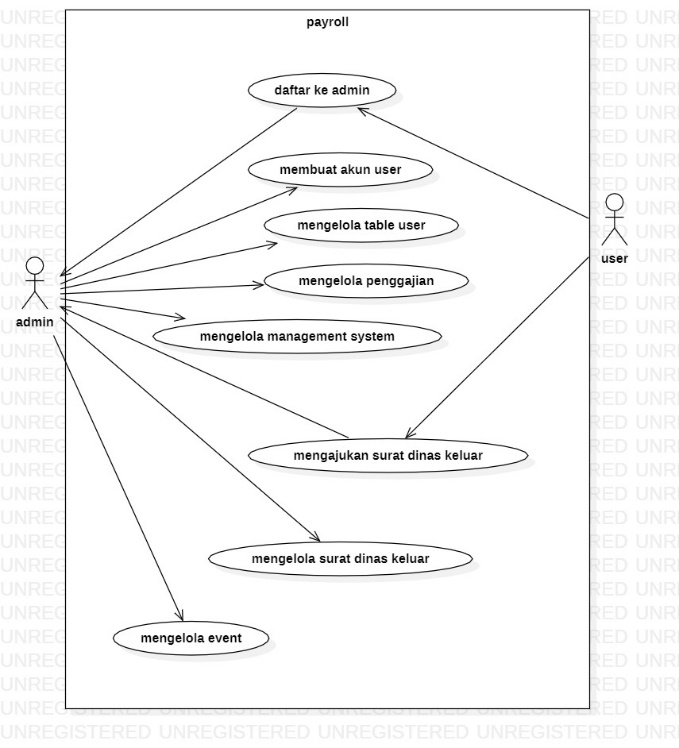 payroll
daftar ke admin
membuat akun user
mengelola table user
user
mengelola penggajian
admin
mengelola management system
mengajukan surat dinas keluar
mengelola surat dinas keluar
mengelola event
UNREGISTERED UNREGISTERED UNREGISTERED UNREGISTERED UNR